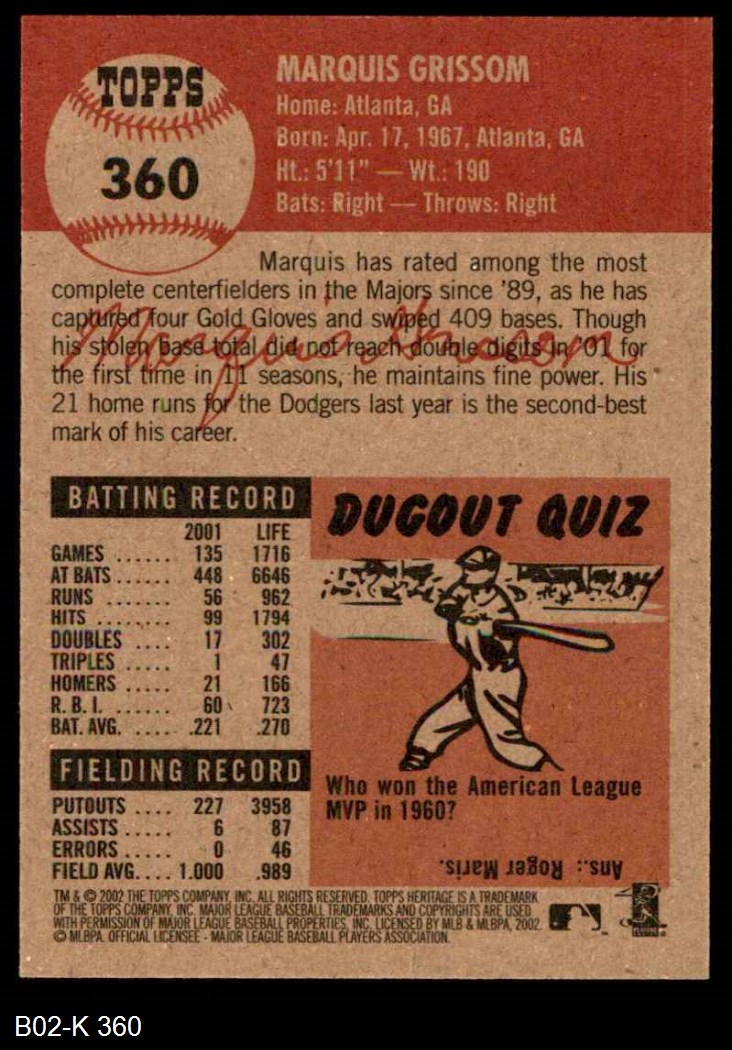 TOPPS
360
MARQUIS GRISSOM
Home: Atlanta, GA
Born: Apr. 17, 1967, Atlanta, GA
Ht.: 5'11" — Wt.: 190
Bats: Right — Throws: Right
Marquis has rated among the most
complete centerfielders in the Majors since '89, as he has
captured four Gold Gloves and swiped 409 bases. Though
his stolen base total did not reach double digits in '01 for
the first time in 11 seasons, he maintains fine power. His
21 home runs for the Dodgers last year is the second-best
mark of his career.
Marquis Grissom
BATTING RECORD
2001 LIFE
GAMES ...... 135 1716
AT BATS ...... 448 6646
RUNS ....... 56 962
HITS ........ 99 1794
DOUBLES .... 17 302
TRIPLES ..... 1 47
HOMERS ..... 21 166
R. B. I. ...... 60 723
BAT. AVG. ..... .221 .270
FIELDING RECORD
PUTOUTS .... 227 3958
ASSISTS ..... 6 87
ERRORS ..... 0 46
FIELD AVG.... 1.000 .989
DUGOUT QUIZ
Who won the American League
MVP in 1960?
Ans.: Roger Maris.
TM & © 2002 THE TOPPS COMPANY, INC. ALL RIGHTS RESERVED. TOPPS HERITAGE IS A TRADEMARK
OF THE TOPPS COMPANY, INC. MAJOR LEAGUE BASEBALL TRADEMARKS AND COPYRIGHTS ARE USED
WITH PERMISSION OF MAJOR LEAGUE BASEBALL PROPERTIES, INC. LICENSED BY MLB & MLBPA, 2002.
© MLBPA. OFFICIAL LICENSEE - MAJOR LEAGUE BASEBALL PLAYERS ASSOCIATION.
B02-K 360